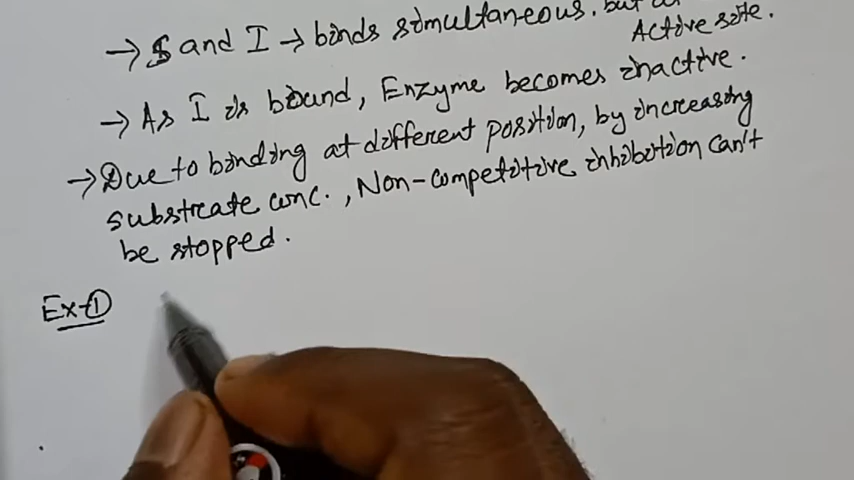 → S and I → binds simultaneous. but
Active site.
→ As I is bound, Enzyme becomes inactive.
→ Due to binding at different position, by increasing
substrate conc., Non-competitive inhibition can't
be stopped.
Ex-①